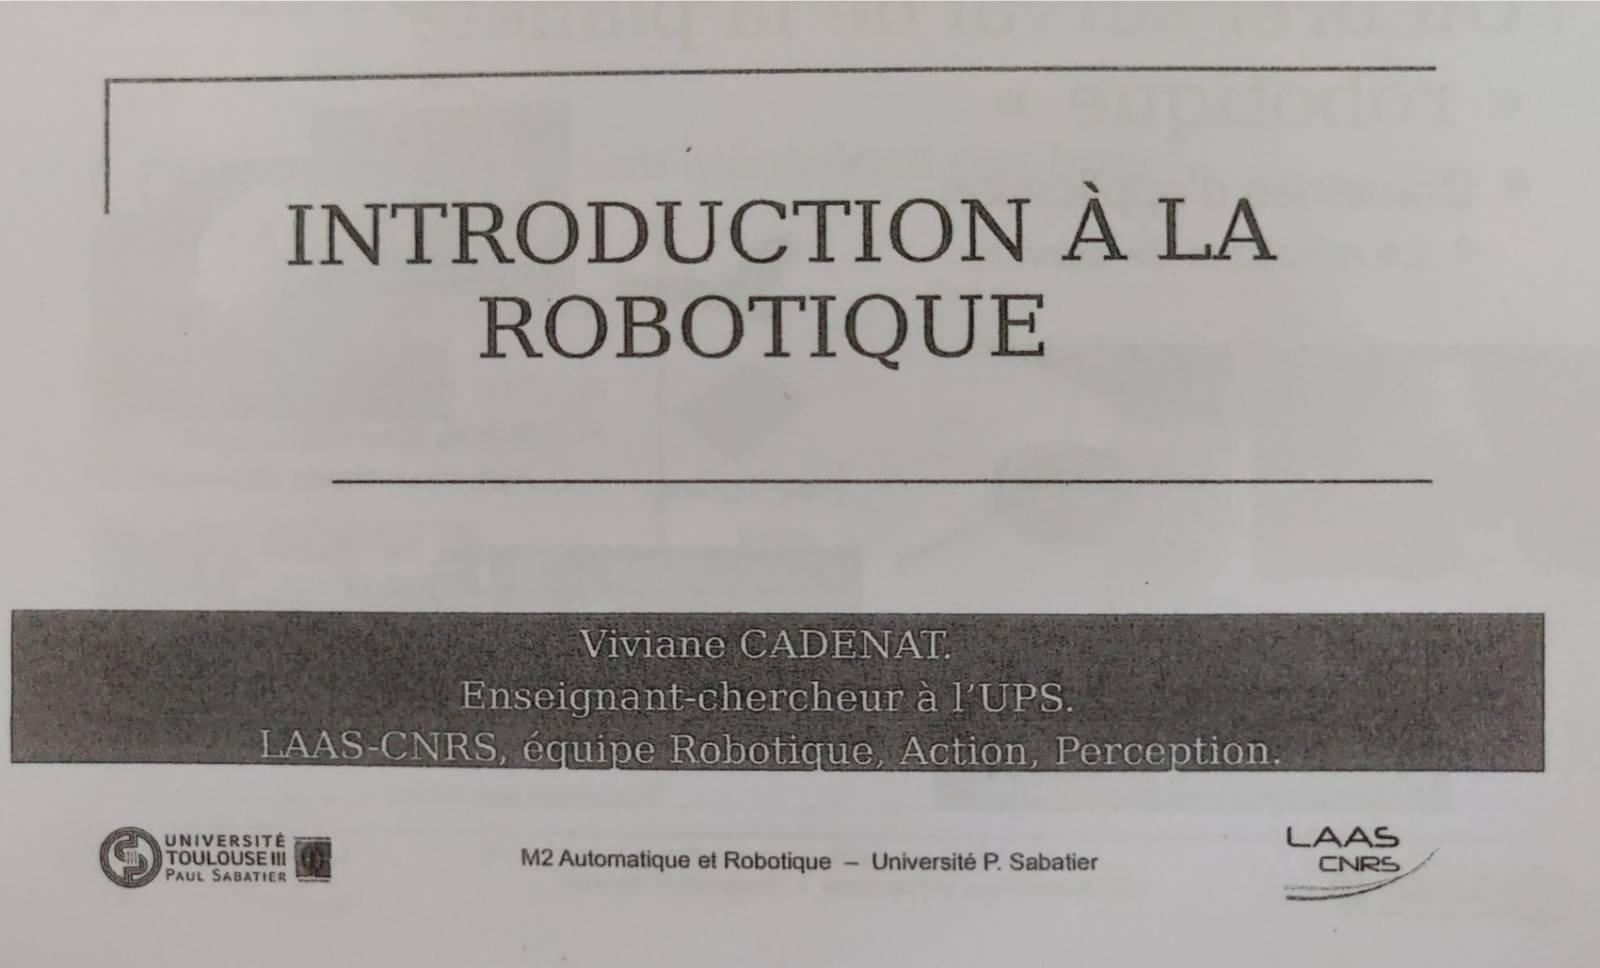 INTRODUCTION À LA
ROBOTIQUE
Viviane CADENAT.
Enseignant-chercheur à l'UPS.
LAAS-CNRS, équipe Robotique, Action, Perception.
UNIVERSITÉ
TOULOUSE III
PAUL SABATIER
M2 Automatique et Robotique – Université P. Sabatier
LAAS
CNRS